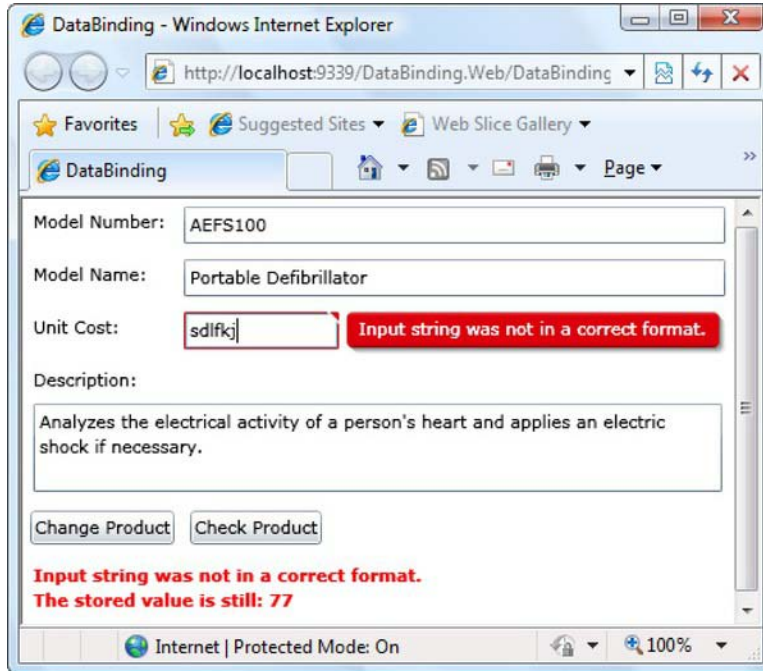 DataBinding - Windows Internet Explorer
http://localhost:9339/DataBinding.Web/DataBinding
Favorites Suggested Sites Web Slice Gallery
DataBinding Page »
Model Number: AEFS100
Model Name: Portable Defibrillator
Unit Cost: sdlfkj Input string was not in a correct format.
Description:
Analyzes the electrical activity of a person's heart and applies an electric
shock if necessary.
Change Product Check Product
Input string was not in a correct format.
The stored value is still: 77
Internet | Protected Mode: On 100%